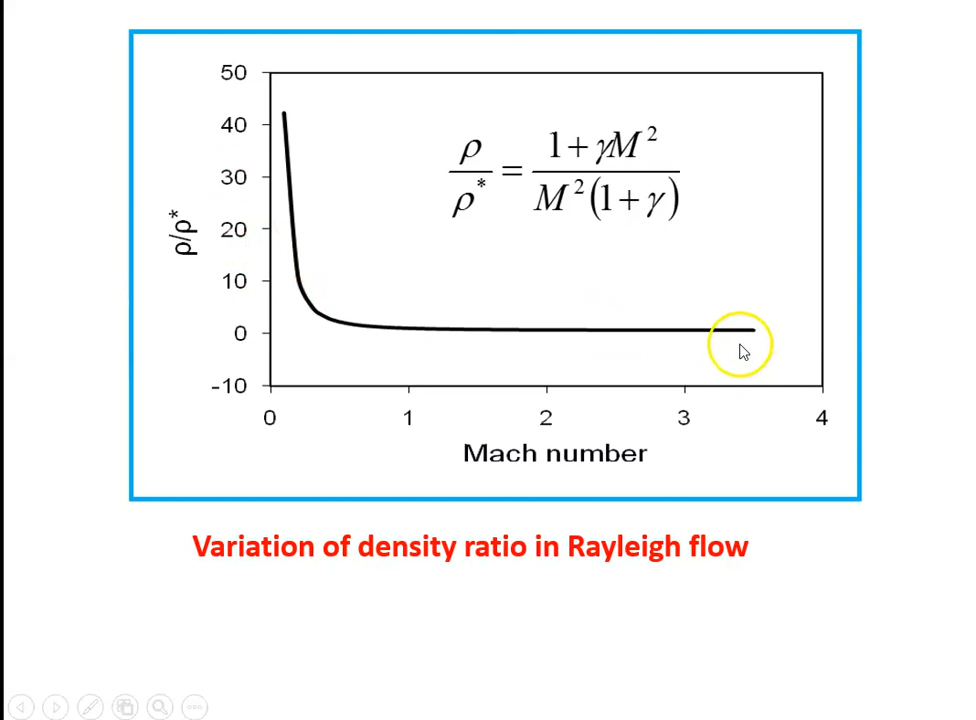 50
40
30
20
10
0
-10
ρ/ρ*
ρ/ρ* = (1 + γM²) / (M²(1 + γ))
0 1 2 3 4
Mach number
Variation of density ratio in Rayleigh flow